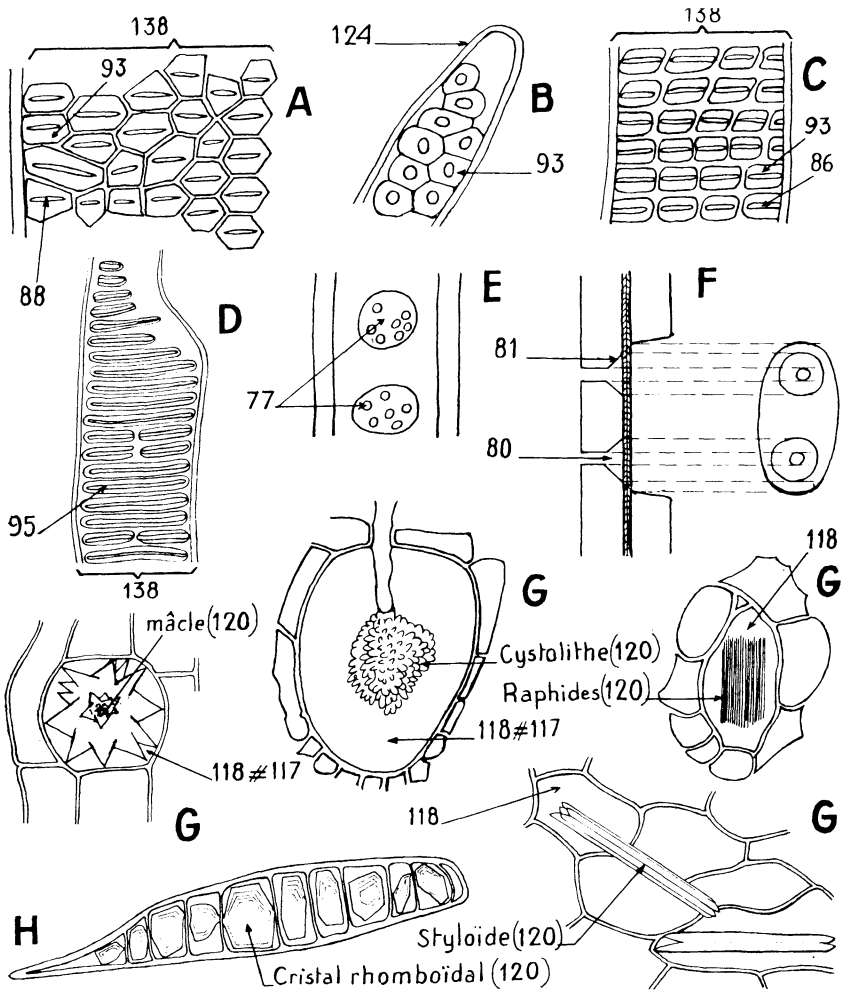 138
124
138
93
A
B
C
93
93
86
88
D
E
F
81
77
80
95
138
118
G
G
mâcle (120)
Cystolithe (120)
Raphides (120)
118#117
118#117
G
118
G
H
Styloïde (120)
Cristal rhomboïdal (120)